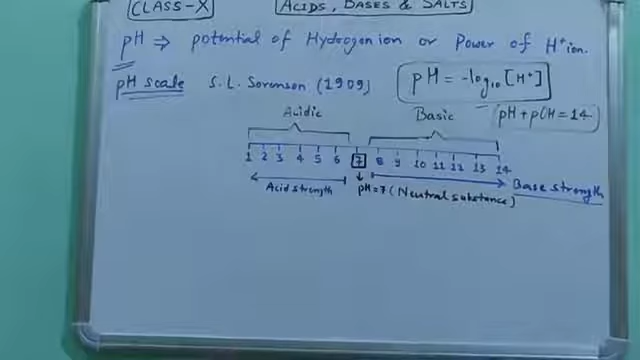 CLASS-X
ACIDS, BASES & SALTS
pH ⇒ potential of Hydrogen ion or Power of H⁺ ion.
pH scale S.L. Sorenson (1909) pH = -log₁₀[H⁺]
Acidic Basic pH + pOH = 14
1 2 3 4 5 6 7 8 9 10 11 12 13 14
Acid strength pH=7 (Neutral substance) Base strength